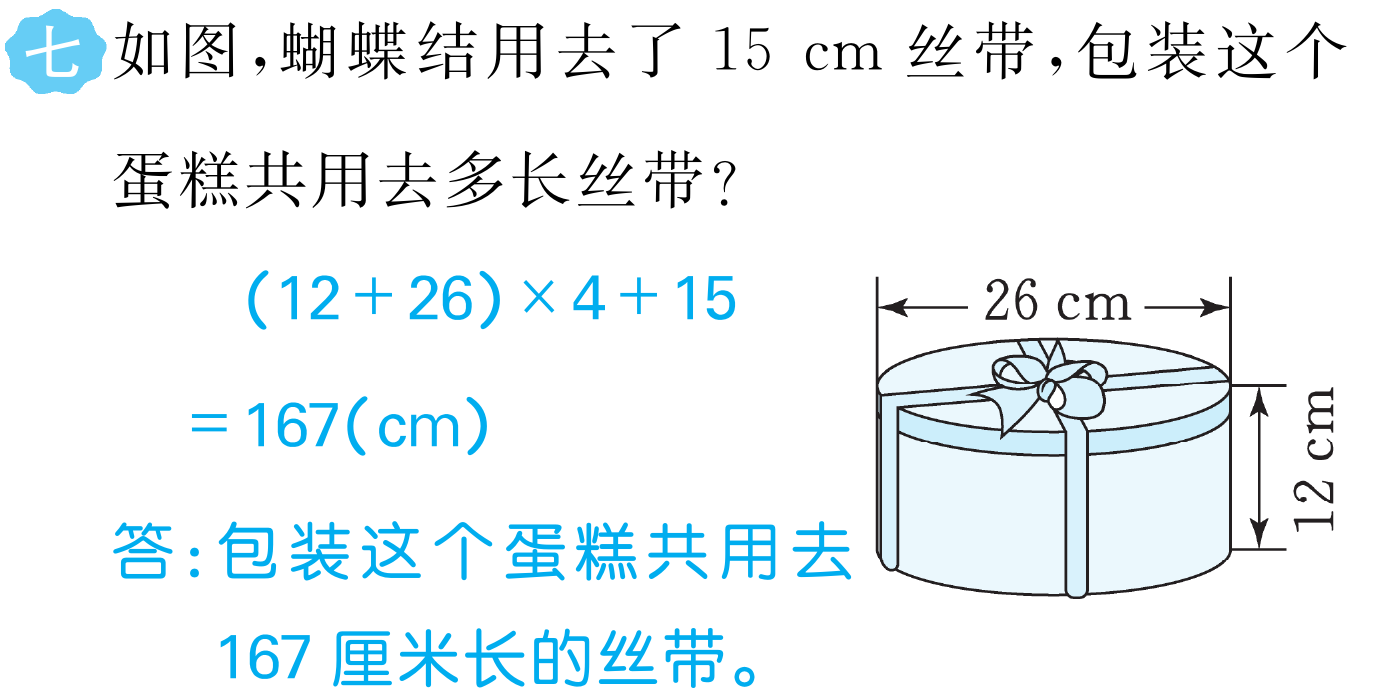 七 如图,蝴蝶结用去了 15 cm 丝带,包装这个
蛋糕共用去多长丝带?
(12+26)×4+15
=167(cm)
答:包装这个蛋糕共用去
167 厘米长的丝带。
26 cm
12 cm